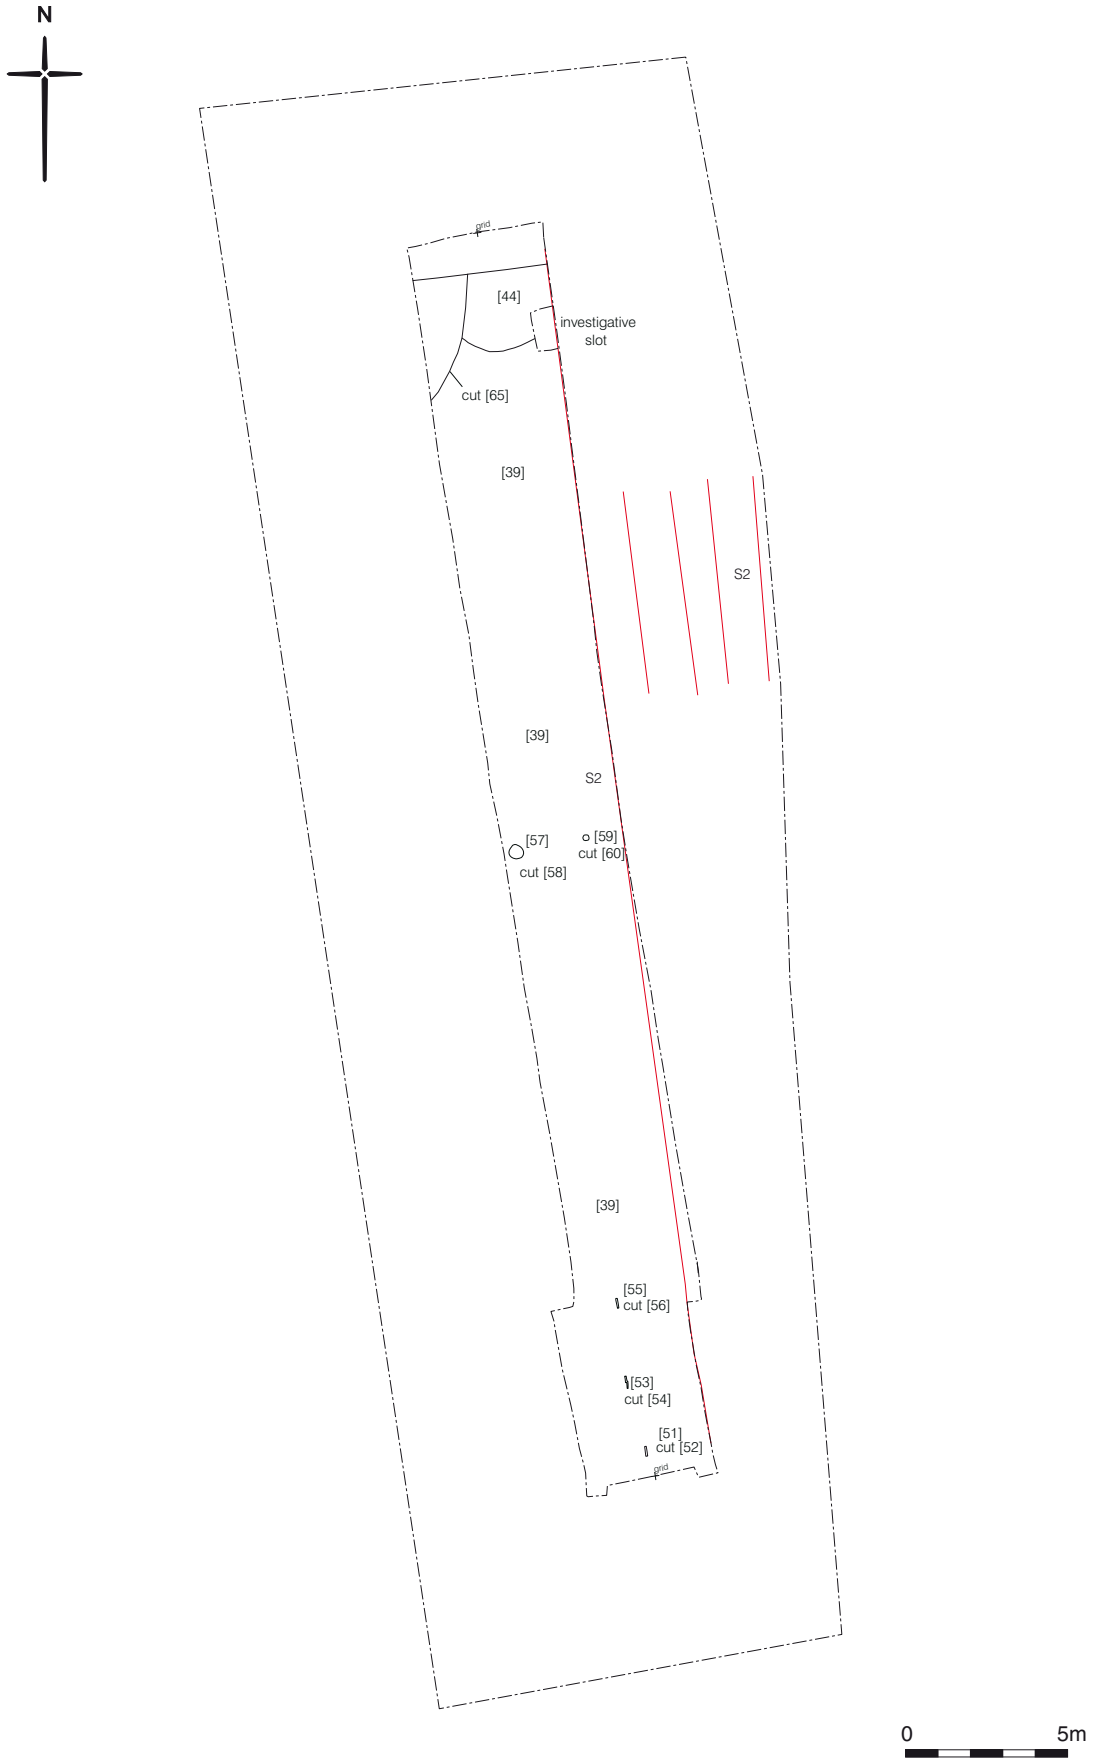 N
grid
[44]
investigative
slot
cut [65]
[39]
S2
[39]
S2
[57]
cut [58]
[59]
cut [60]
[39]
[55]
cut [56]
[53]
cut [54]
[51]
cut [52]
grid
0 5m